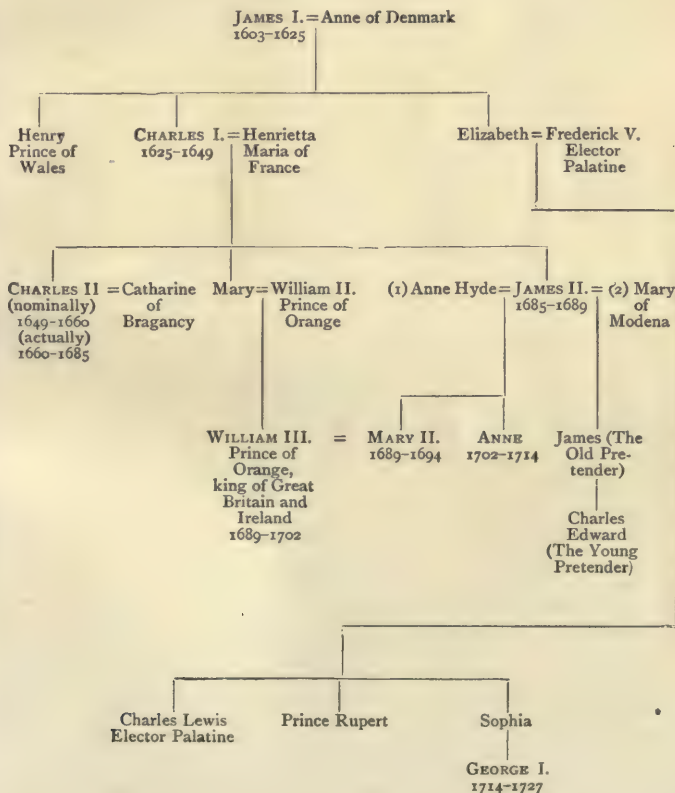 JAMES I. = Anne of Denmark
1603–1625
Henry
Prince of
Wales
CHARLES I. = Henrietta
1625–1649 Maria of
France
Elizabeth = Frederick V.
Elector
Palatine
CHARLES II = Catharine
(nominally) of
1649–1660 Bragancy
(actually)
1660–1685
Mary = William II.
Prince of
Orange
(1) Anne Hyde = JAMES II. = (2) Mary
1685–1689 of
Modena
WILLIAM III. = MARY II.
Prince of 1689–1694
Orange,
king of Great
Britain and
Ireland
1689–1702
ANNE
1702–1714
James (The
Old Pre-
tender)
Charles
Edward
(The Young
Pretender)
Charles Lewis
Elector Palatine
Prince Rupert
Sophia
GEORGE I.
1714–1727